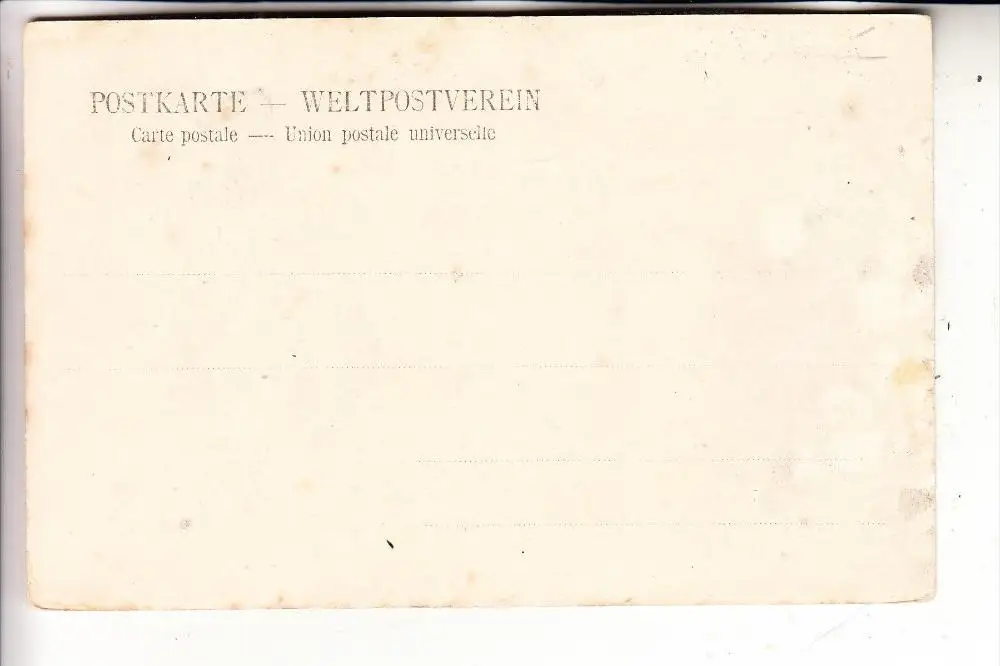 POSTKARTE — WELTPOSTVEREIN
Carte postale — Union postale universelle